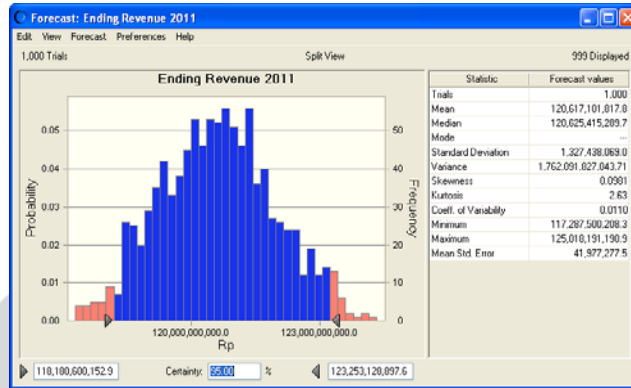 Forecast: Ending Revenue 2011
Edit View Forecast Preferences Help
1,000 Trials Split View 999 Displayed
Ending Revenue 2011
Probability
0.05
0.04
0.03
0.02
0.01
0.00
50
40
30
20
10
0
Frequency
120,000,000,000.0 123,000,000,000.0
Rp
Statistic Forecast values
Trials 1.000
Mean 120,617,101,817.8
Median 120,625,415,209.7
Mode ---
Standard Deviation 1,327,438,069.0
Variance 1,762,091,827,043,71
Skewness 0.0981
Kurtosis 2.63
Coeff. of Variability 0.0110
Minimum 117,287,500,208.3
Maximum 125,018,191,190.9
Mean Std. Error 41,977,277.5
118,180,600,152.9 Certainty: 95.00 % 123,253,128,897.6